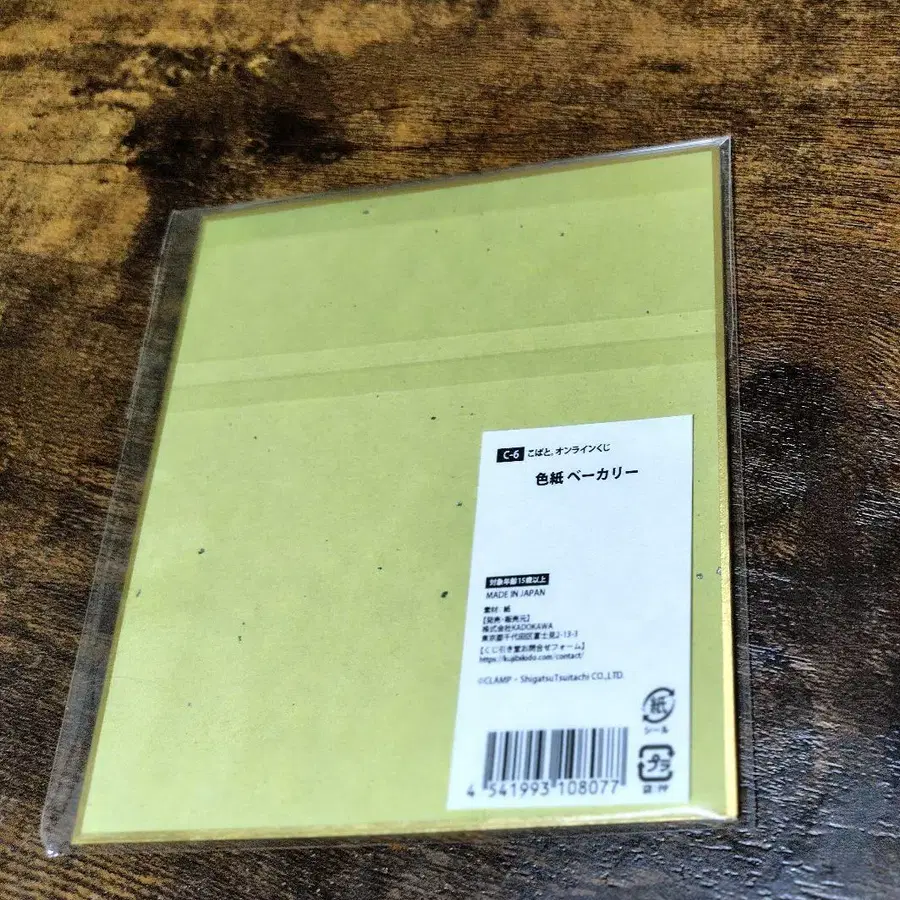 C-6 こばと。オンラインくじ
色紙 ベーカリー
対象年齢15歳以上
MADE IN JAPAN
素材：紙
【発売・販売元】
株式会社KADOKAWA
東京都千代田区富士見2-13-3
【くじ引き堂お問合せフォーム】
https://kujibikido.com/contact/
©CLAMP・ShigatsuTsuitachi CO.,LTD.
紙
シール
プラ
袋:PP
4 541993 108077